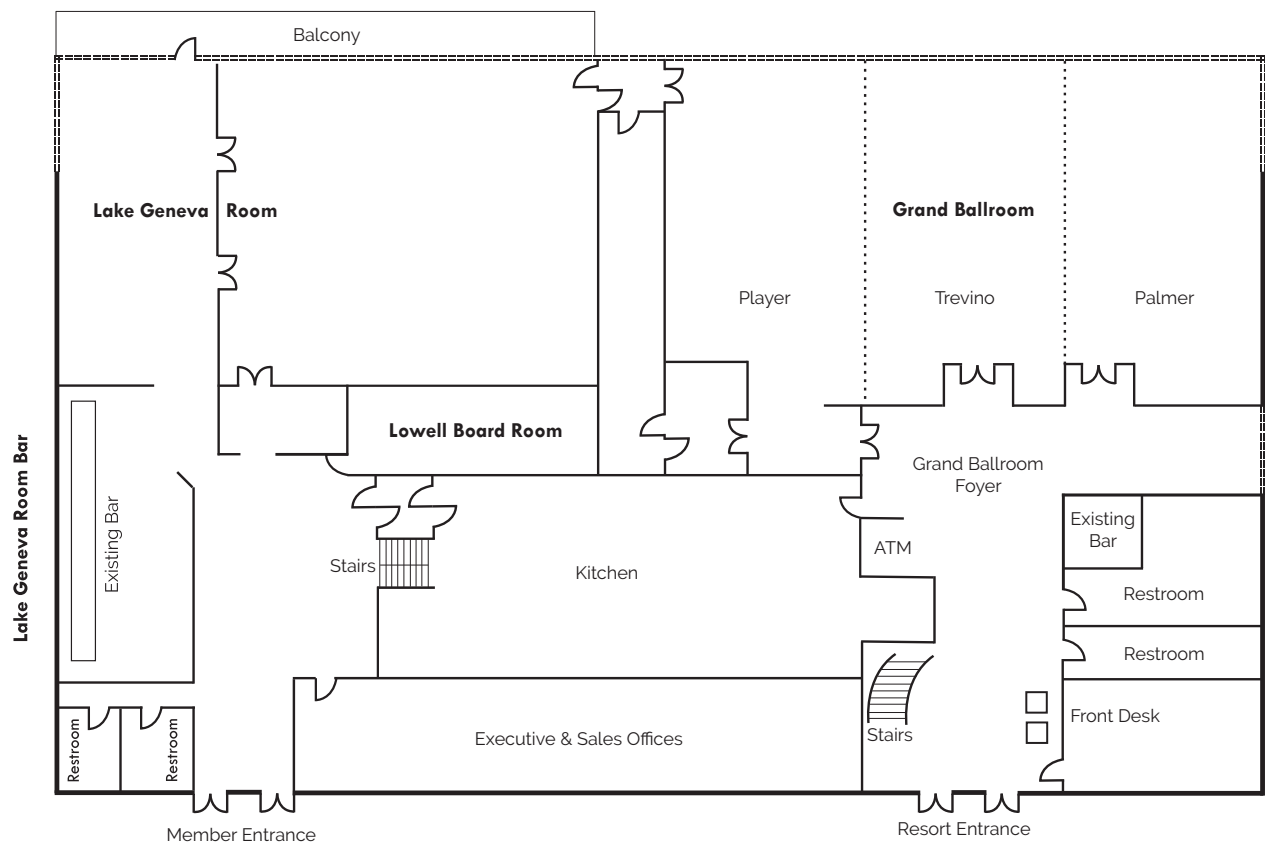 Balcony
Lake Geneva Room
Grand Ballroom
Player
Trevino
Palmer
Lowell Board Room
Grand Ballroom
Foyer
Lake Geneva Room Bar
Existing Bar
Existing
Bar
ATM
Stairs
Kitchen
Restroom
Restroom
Front Desk
Executive & Sales Offices
Stairs
Restroom
Restroom
Member Entrance
Resort Entrance